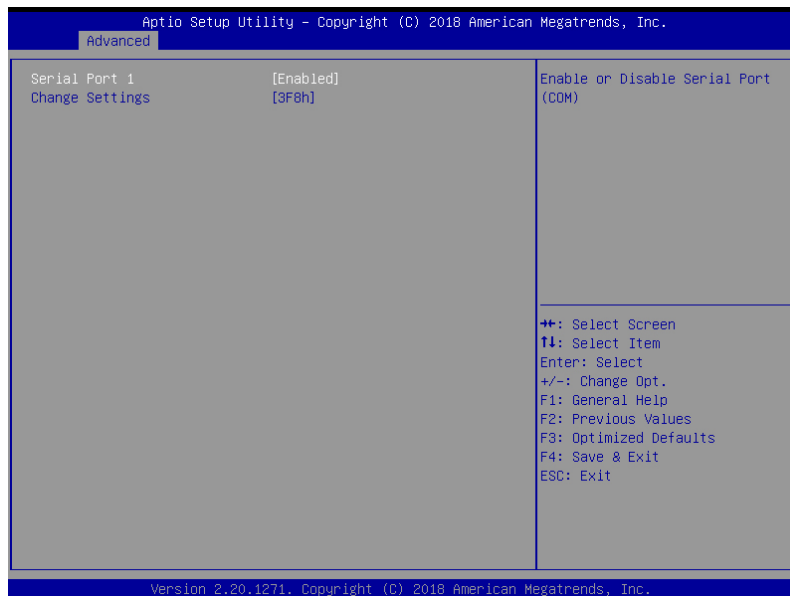 Aptio Setup Utility – Copyright (C) 2018 American Megatrends, Inc.
Advanced
Serial Port 1 [Enabled]
Change Settings [3F8h]
Enable or Disable Serial Port
(COM)
→←: Select Screen
↑↓: Select Item
Enter: Select
+/-: Change Opt.
F1: General Help
F2: Previous Values
F3: Optimized Defaults
F4: Save & Exit
ESC: Exit
Version 2.20.1271. Copyright (C) 2018 American Megatrends, Inc.